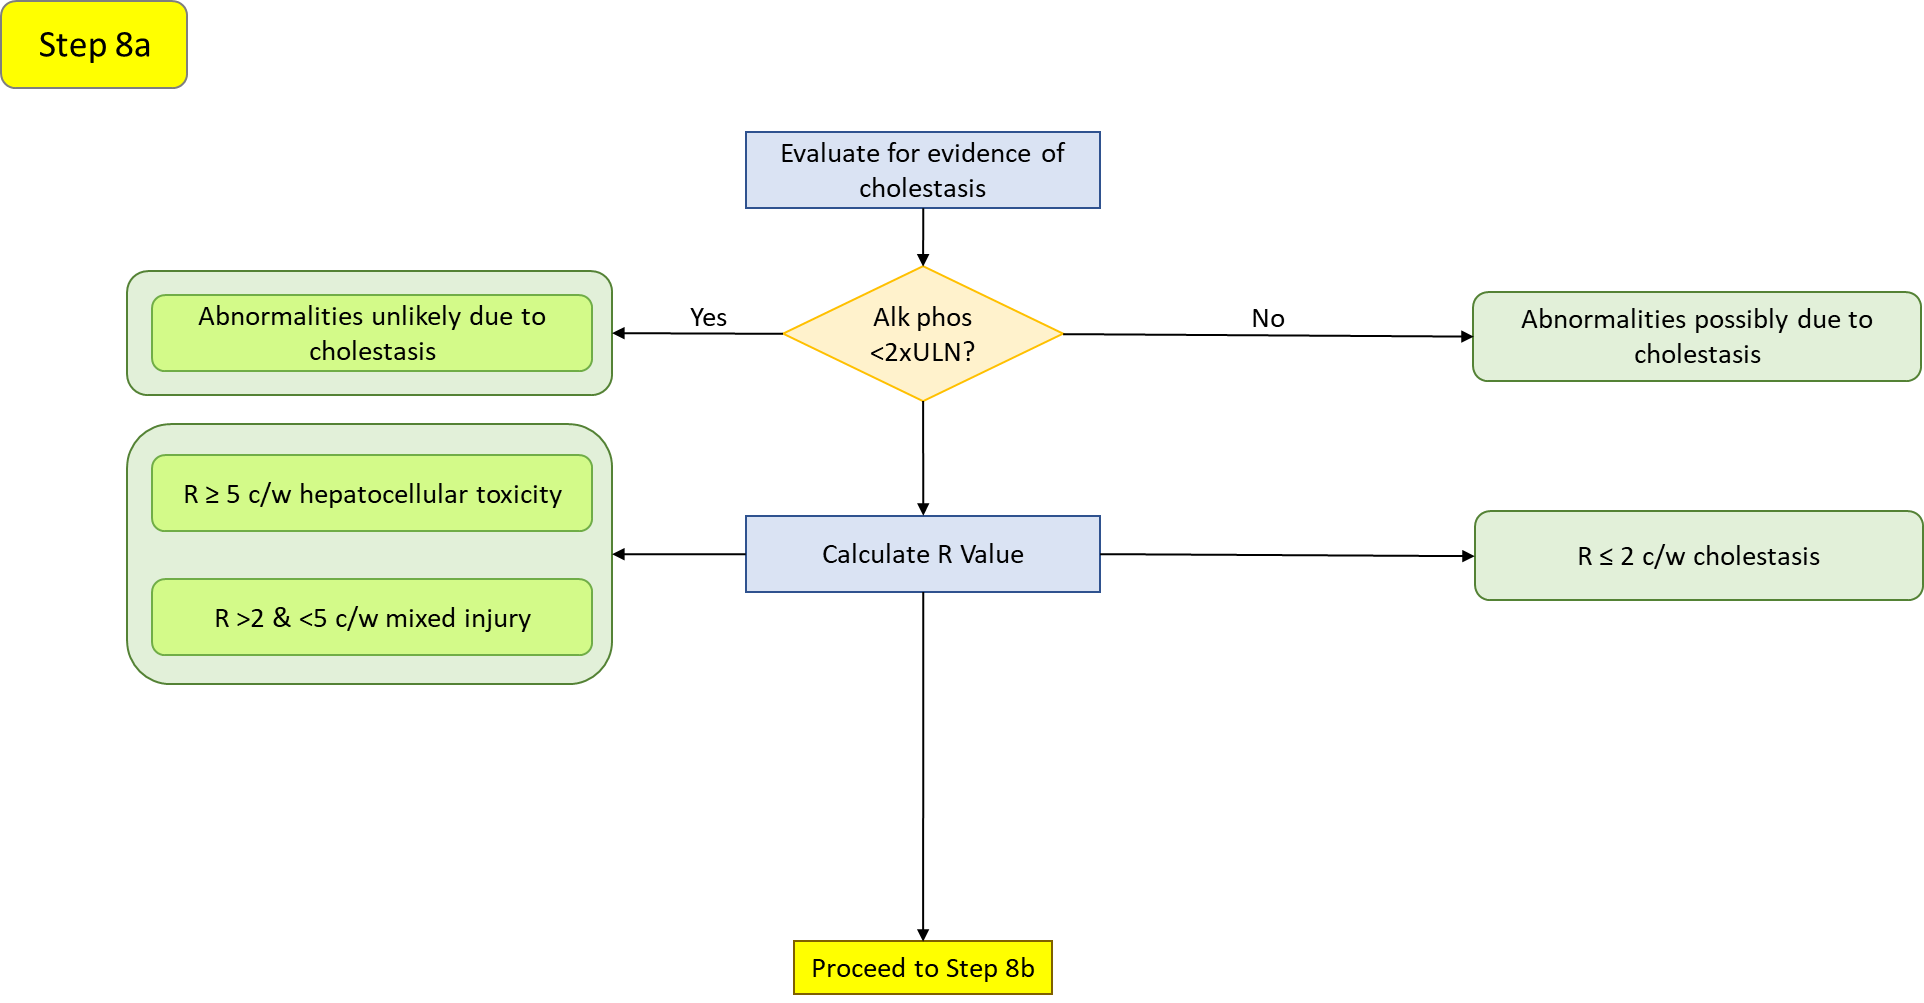 Step 8a
Evaluate for evidence of
cholestasis
Abnormalities unlikely due to
cholestasis
Yes
Alk phos
<2xULN?
No
Abnormalities possibly due to
cholestasis
R ≥ 5 c/w hepatocellular toxicity
R >2 & <5 c/w mixed injury
Calculate R Value
R ≤ 2 c/w cholestasis
Proceed to Step 8b